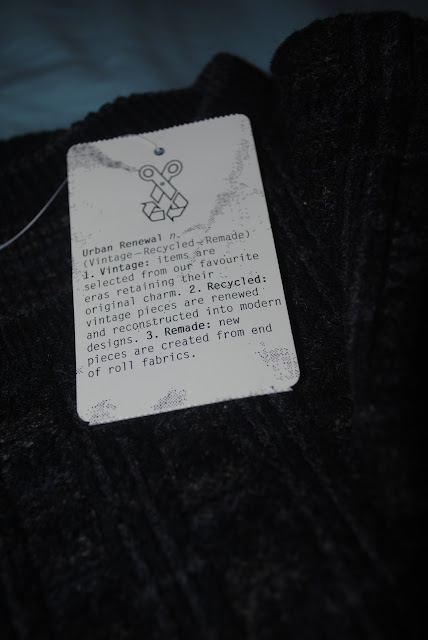 Urban Renewal n.
(Vintage-Recycled-Remade)
1. Vintage: items are
selected from our favourite
eras retaining their
original charm. 2. Recycled:
vintage pieces are renewed
and reconstructed into modern
designs. 3. Remade: new
pieces are created from end
of roll fabrics.